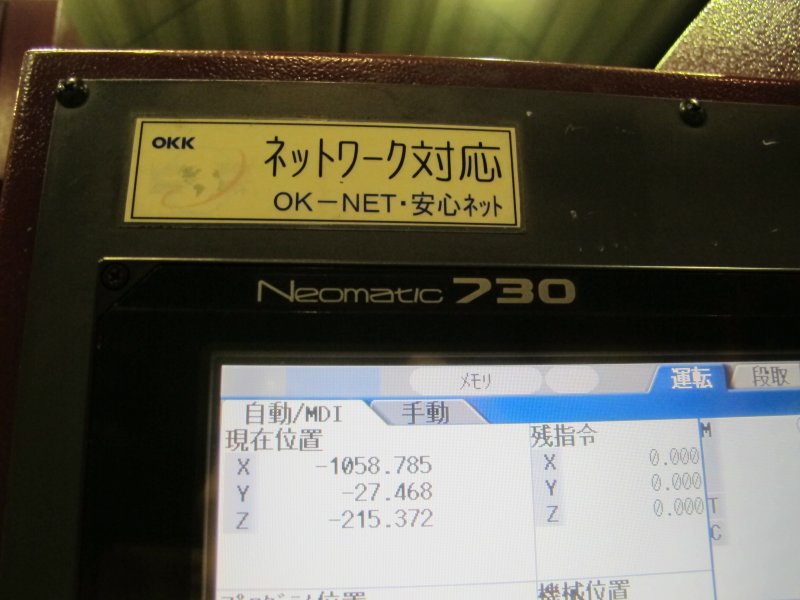 OKK
ネットワーク対応
OK-NET・安心ネット
Neomatic 730
メモリ 運転 段取
自動/MDI 手動
現在位置 残指令 M
X -1058.785 X 0.000
Y -27.468 Y 0.000
Z -215.372 Z 0.000 T
C
機械位置